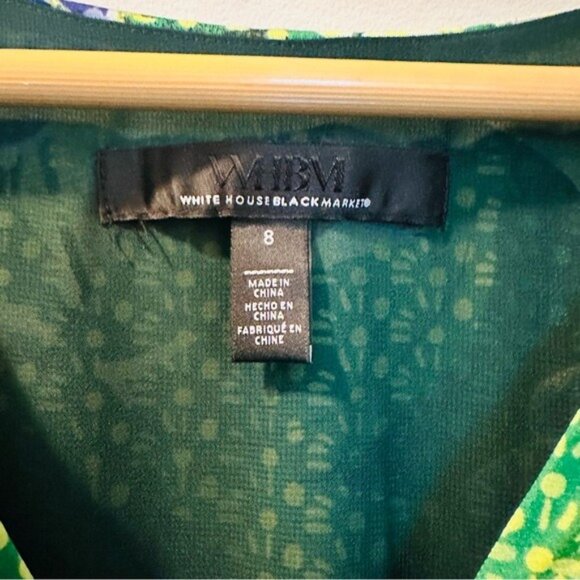 WHBM
WHITE HOUSE BLACK MARKET®
8
MADE IN
CHINA
HECHO EN
CHINA
FABRIQUÉ EN
CHINE